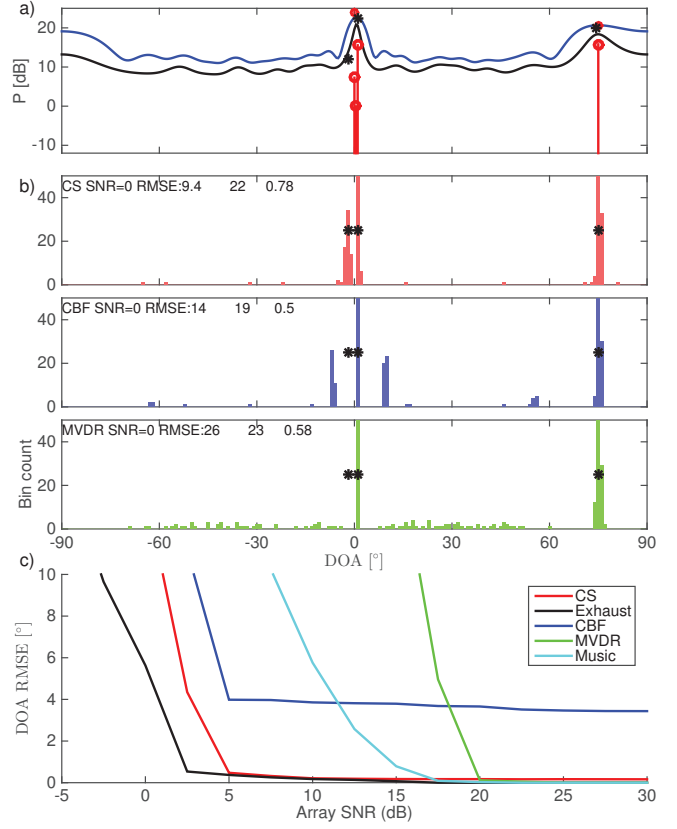 a)
20
10
0
-10
P [dB]
b)
CS SNR=0 RMSE:9.4 22 0.78
40
20
0
CBF SNR=0 RMSE:14 19 0.5
40
20
0
MVDR SNR=0 RMSE:26 23 0.58
40
20
0
Bin count
-90 -60 -30 0 30 60 90
DOA [°]
c)
10
8
6
4
2
0
DOA RMSE [°]
CS
Exhaust
CBF
MVDR
Music
-5 0 5 10 15 20 25 30
Array SNR (dB)